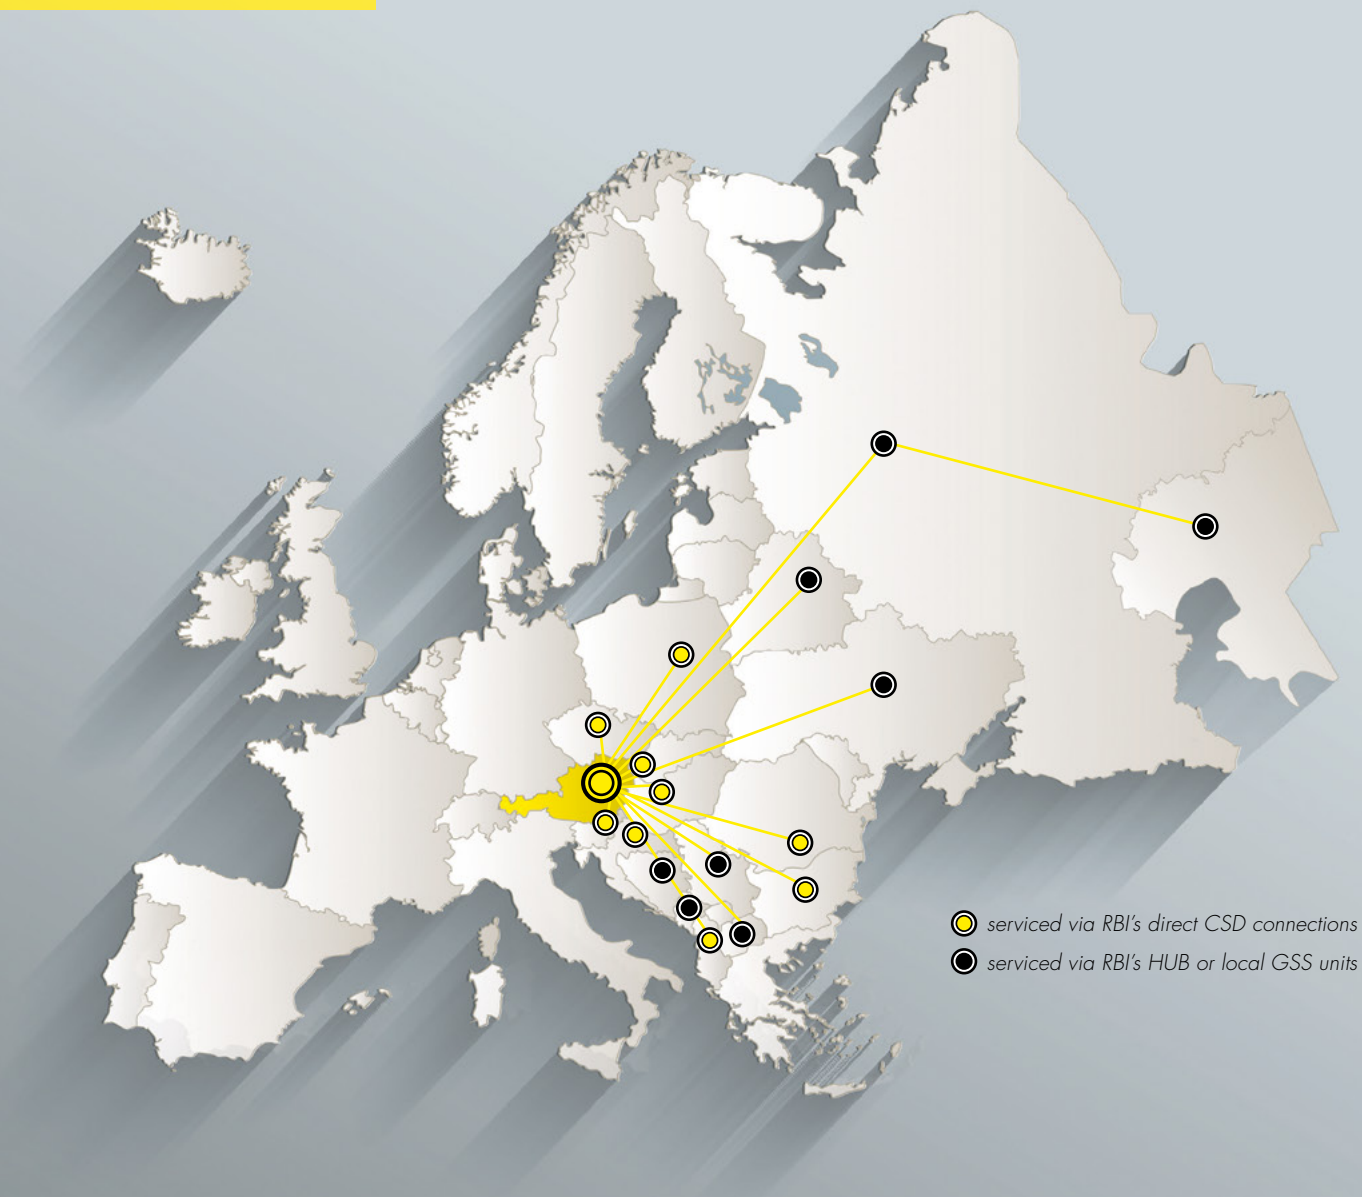 serviced via RBI's direct CSD connections
serviced via RBI's HUB or local GSS units